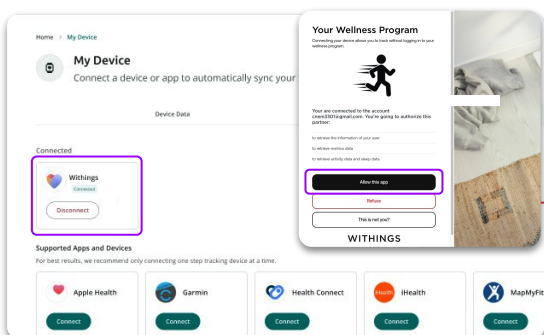 Home > My Device
My Device
Connect a device or app to automatically sync your
Device Data
Connected
Withings
Connected
Disconnect
Supported Apps and Devices
For best results, we recommend only connecting one step tracking device at a time.
Apple Health
Connect
Garmin
Connect
Health Connect
Connect
iHealth
iHealth
Connect
MapMyFit
Connect
Your Wellness Program
Connecting your device allows you to track without logging in to your
wellness program.
Your are connected to the account
cnem3301@gmail.com. You're going to authorize this
partner:
to retrieve the information of your user
to retrieve metrics data
to retrieve activity data and sleep data
Allow this app
Refuse
This is not you?
WITHINGS